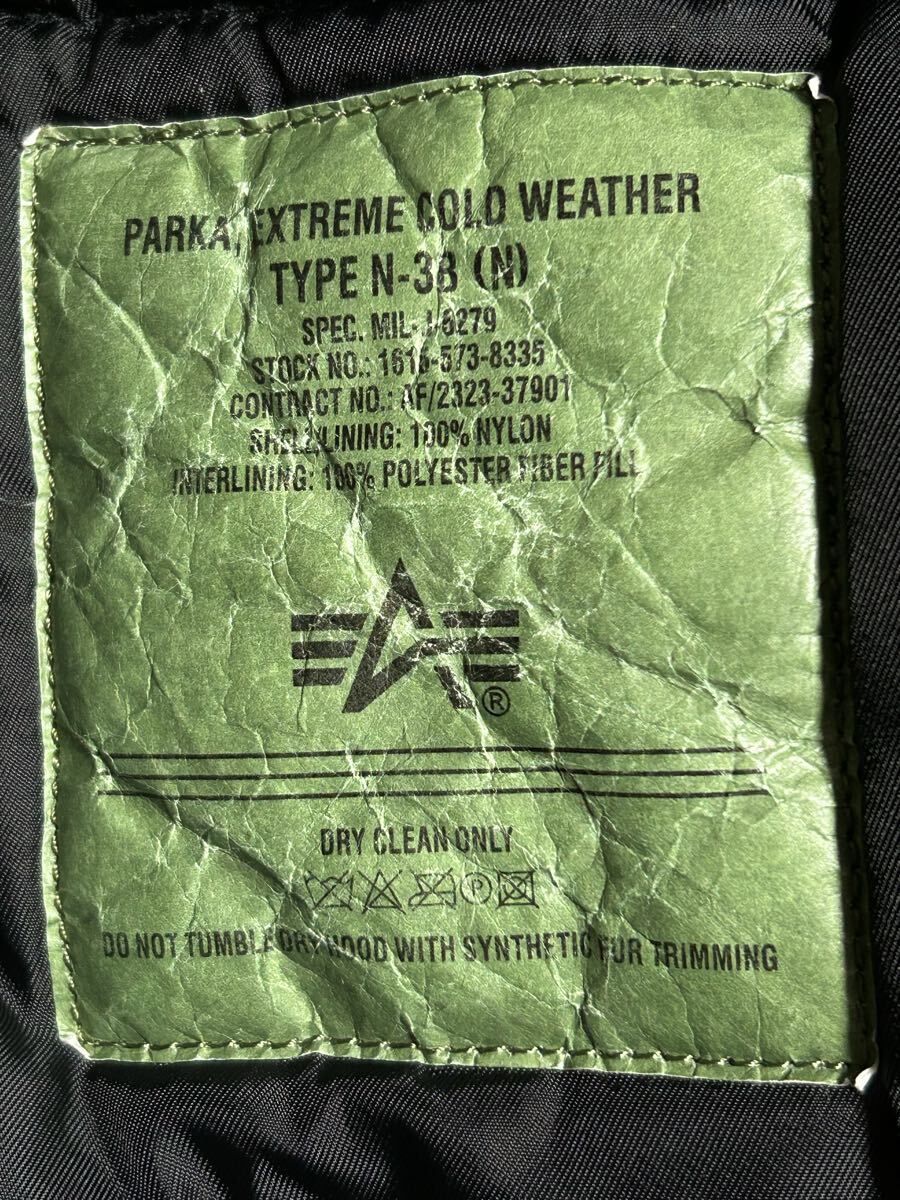 PARKA, EXTREME COLD WEATHER
TYPE N-3B (N)
SPEC. MIL-J-6279
STOCK NO.: 1615-573-8335
CONTRACT NO.: AF/2323-37901
SHELL/LINING: 100% NYLON
INTERLINING: 100% POLYESTER FIBER FILL
®
DRY CLEAN ONLY
P
DO NOT TUMBLE DRY HOOD WITH SYNTHETIC FUR TRIMMING